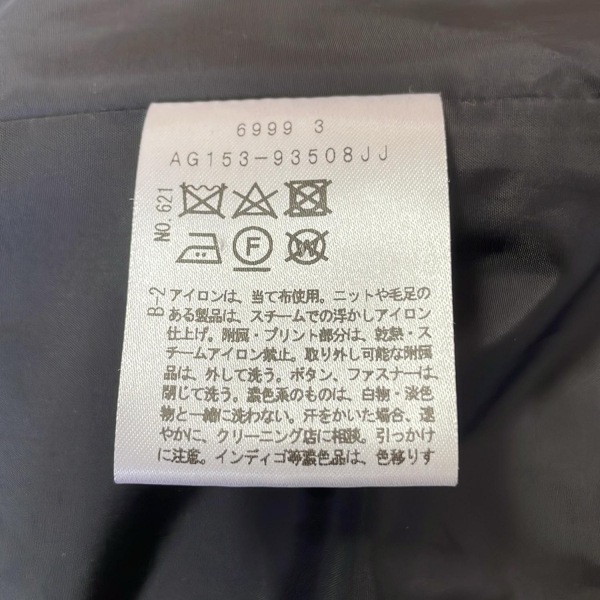 6999 3
AG153-93508JJ
NO.621
F
W
B-2
アイロンは、当て布使用。ニットや毛足の
ある製品は、スチームでの浮かしアイロン
仕上げ。附属・プリント部分は、乾熱・ス
チームアイロン禁止。取り外し可能な附属
品は、外して洗う。ボタン、ファスナーは、
閉じて洗う。濃色系のものは、白物・淡色
物と一緒に洗わない。汗をかいた場合、速
やかに、クリーニング店に相談。引っかけ
に注意。インディゴ等濃色品は、色移りす